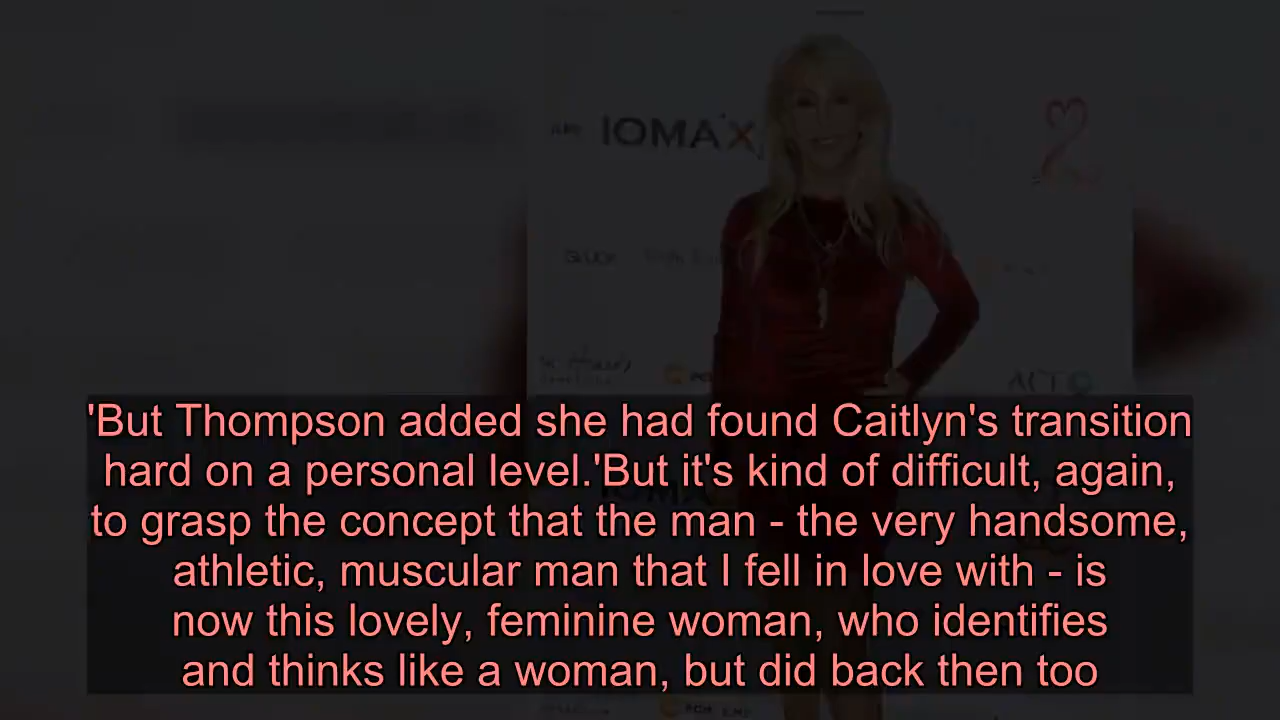 IOMA X
'But Thompson added she had found Caitlyn's transition
hard on a personal level.'But it's kind of difficult, again,
to grasp the concept that the man - the very handsome,
athletic, muscular man that I fell in love with - is
now this lovely, feminine woman, who identifies
and thinks like a woman, but did back then too